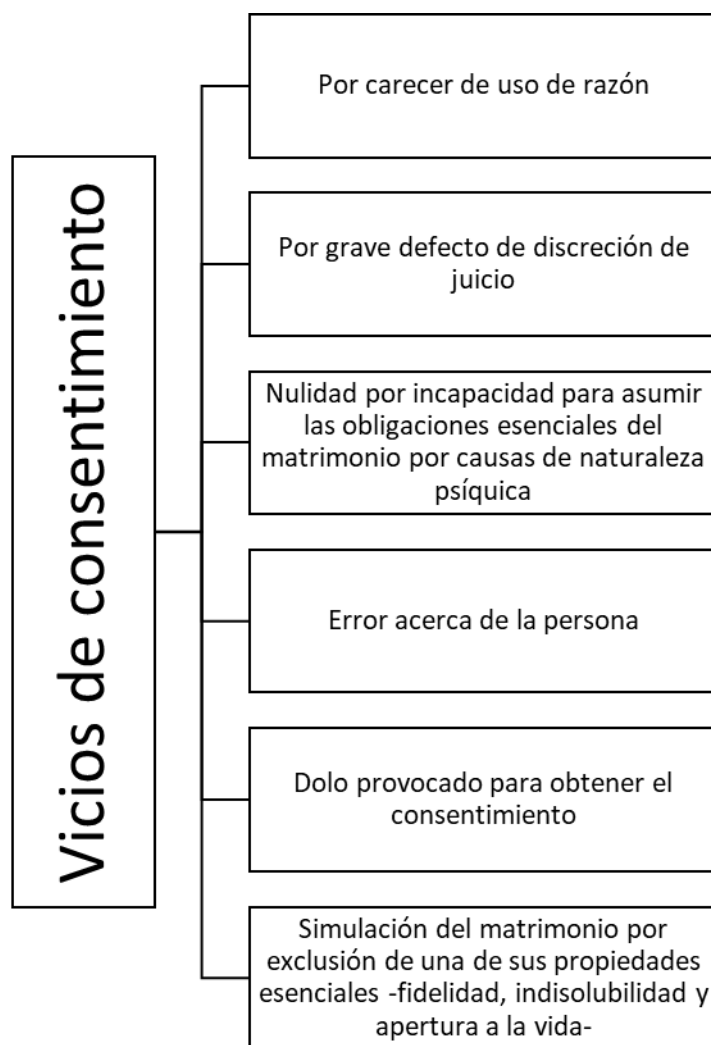 Vicios de consentimiento
Por carecer de uso de razón
Por grave defecto de discreción de
juicio
Nulidad por incapacidad para asumir
las obligaciones esenciales del
matrimonio por causas de naturaleza
psíquica
Error acerca de la persona
Dolo provocado para obtener el
consentimiento
Simulación del matrimonio por
exclusión de una de sus propiedades
esenciales -fidelidad, indisolubilidad y
apertura a la vida-